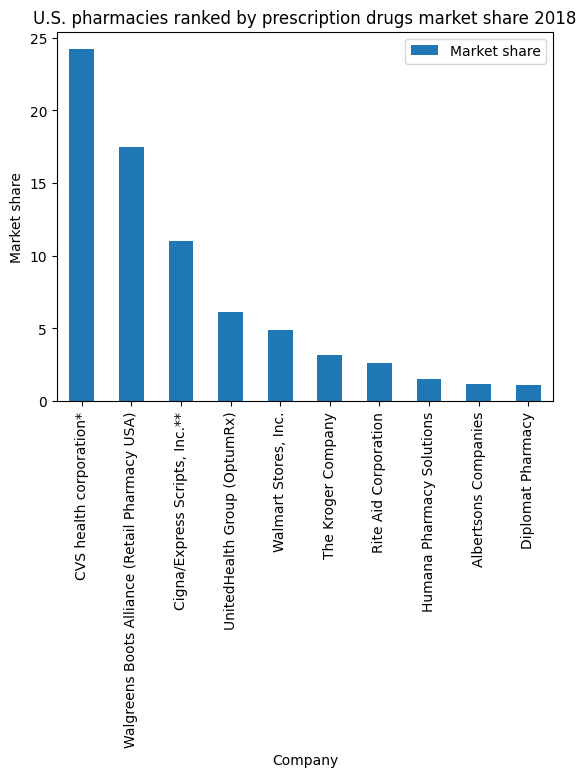 U.S. pharmacies ranked by prescription drugs market share 2018
Market share
Market share
25
20
15
10
5
0
CVS health corporation*
Walgreens Boots Alliance (Retail Pharmacy USA)
Cigna/Express Scripts, Inc.**
UnitedHealth Group (OptumRx)
Walmart Stores, Inc.
The Kroger Company
Rite Aid Corporation
Humana Pharmacy Solutions
Albertsons Companies
Diplomat Pharmacy
Company